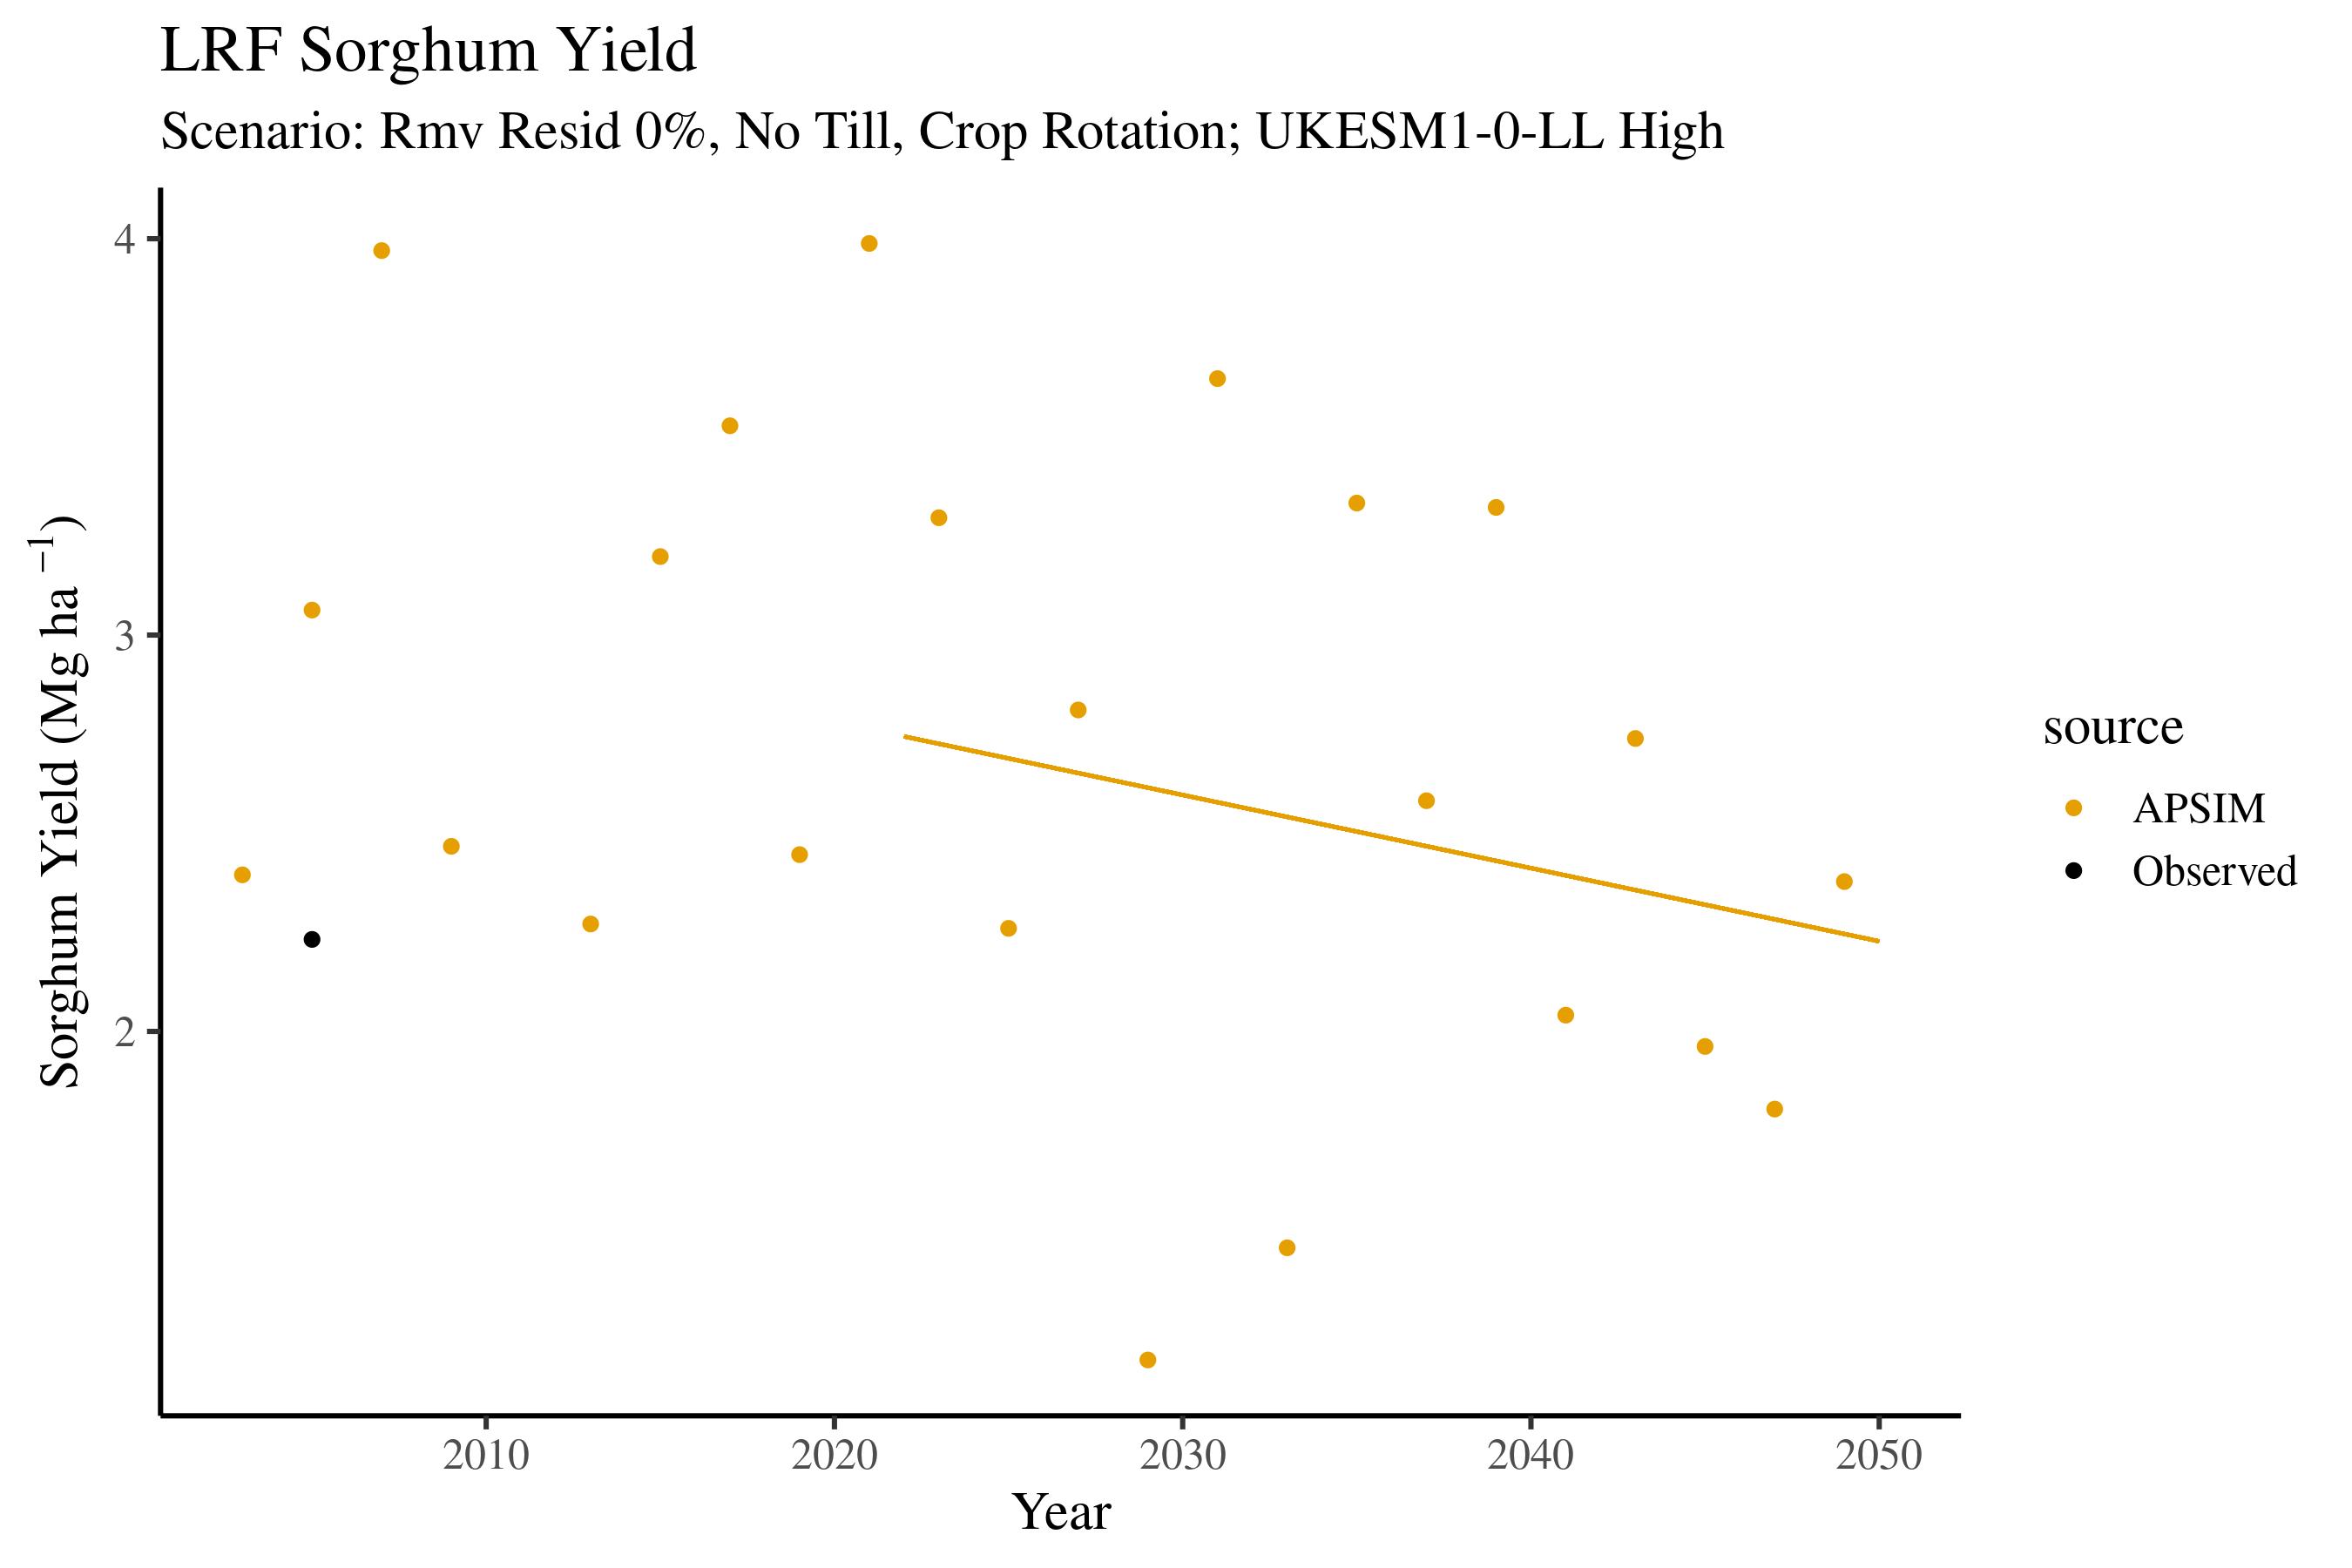 LRF Sorghum Yield
Scenario: Rmv Resid 0%, No Till, Crop Rotation; UKESM1-0-LL High
Sorghum Yield (Mg ha −1)
4
3
2
2010 2020 2030 2040 2050
Year
source
APSIM
Observed